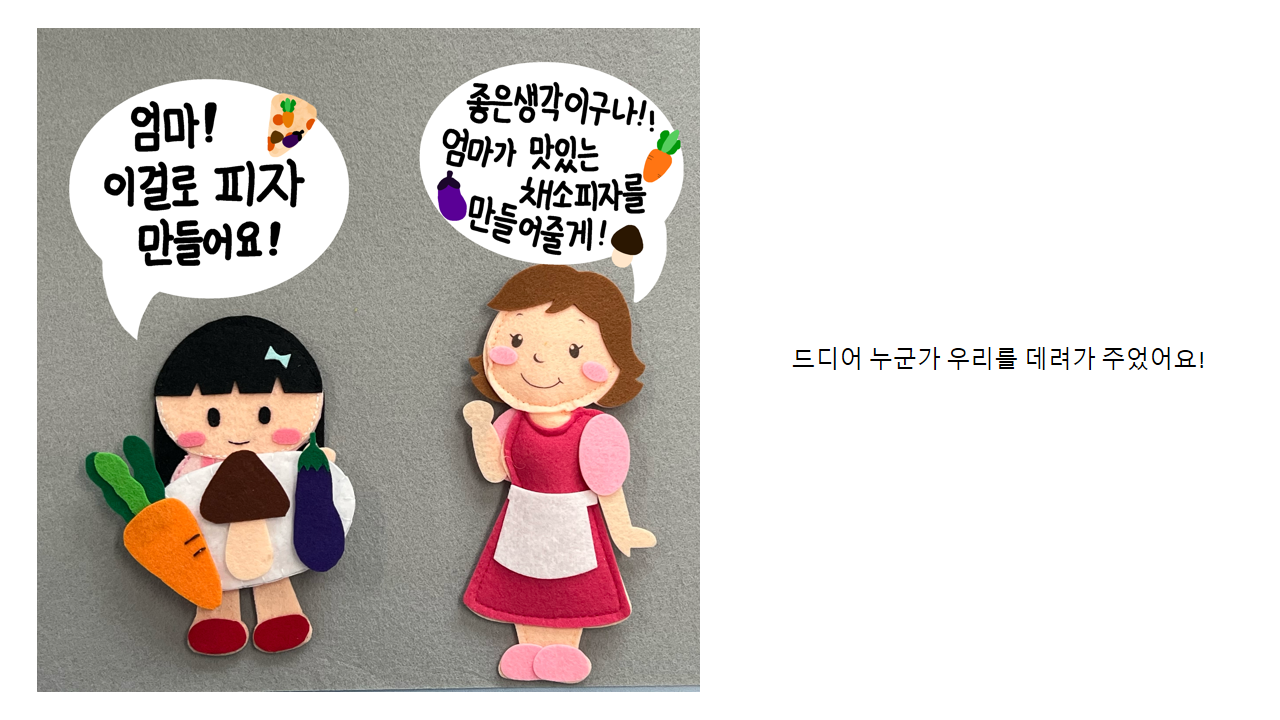 엄마!
이걸로 피자
만들어요!
좋은생각이구나!!
엄마가 맛있는
채소피자를
만들어줄게!
드디어 누군가 우리를 데려가 주었어요!